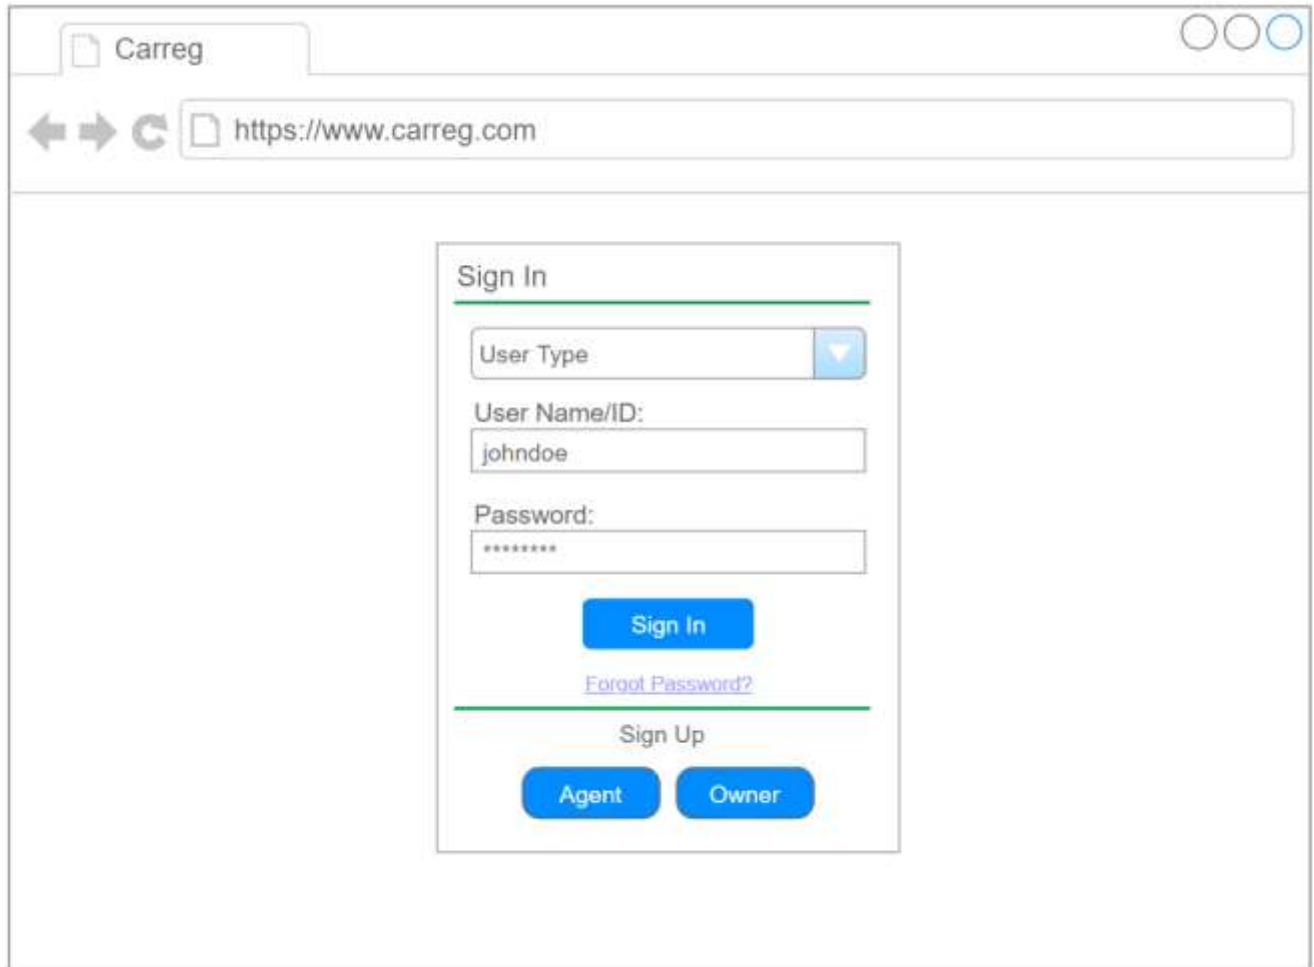 Carreg
https://www.carreg.com
Sign In
User Type
User Name/ID:
johndoe
Password:
********
Sign In
Forgot Password?
Sign Up
Agent Owner